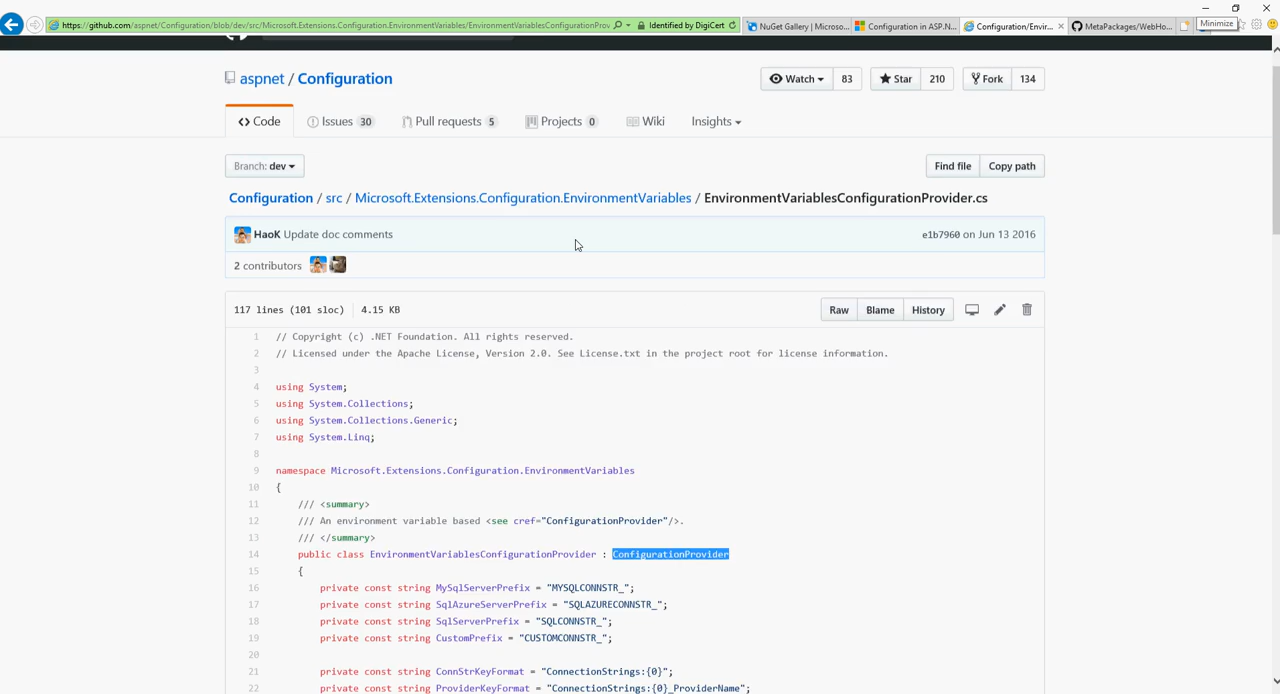 https://github.com/aspnet/Configuration/blob/dev/src/Microsoft.Extensions.Configuration.EnvironmentVariables/EnvironmentVariablesConfigurationProv
Identified by DigiCert
NuGet Gallery | Microso...
Configuration in ASP.N...
Configuration/Envir...
MetaPackages/WebHo...
Minimize
aspnet / Configuration
Watch 83
Star 210
Fork 134
<> Code
Issues 30
Pull requests 5
Projects 0
Wiki
Insights
Branch: dev
Find file
Copy path
Configuration / src / Microsoft.Extensions.Configuration.EnvironmentVariables / EnvironmentVariablesConfigurationProvider.cs
HaoK Update doc comments
e1b7960 on Jun 13 2016
2 contributors
117 lines (101 sloc) 4.15 KB
Raw
Blame
History
1 // Copyright (c) .NET Foundation. All rights reserved.
2 // Licensed under the Apache License, Version 2.0. See License.txt in the project root for license information.
3
4 using System;
5 using System.Collections;
6 using System.Collections.Generic;
7 using System.Linq;
8
9 namespace Microsoft.Extensions.Configuration.EnvironmentVariables
10 {
11 /// <summary>
12 /// An environment variable based <see cref="ConfigurationProvider"/>.
13 /// </summary>
14 public class EnvironmentVariablesConfigurationProvider : ConfigurationProvider
15 {
16 private const string MySqlServerPrefix = "MYSQLCONNSTR_";
17 private const string SqlAzureServerPrefix = "SQLAZURECONNSTR_";
18 private const string SqlServerPrefix = "SQLCONNSTR_";
19 private const string CustomPrefix = "CUSTOMCONNSTR_";
20
21 private const string ConnStrKeyFormat = "ConnectionStrings:{0}";
22 private const string ProviderKeyFormat = "ConnectionStrings:{0}_ProviderName";